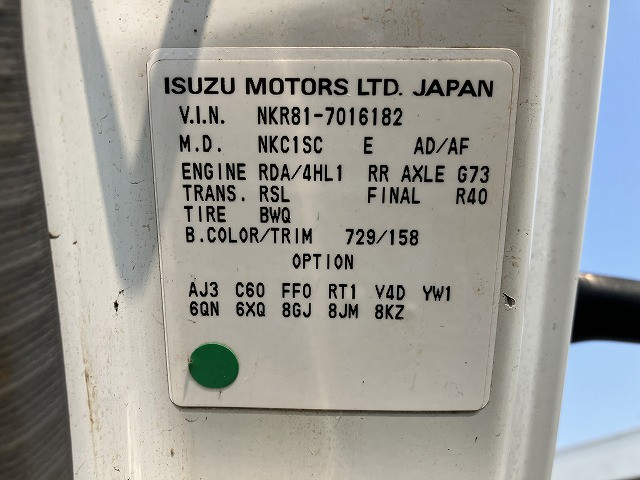 ISUZU MOTORS LTD. JAPAN
V.I.N. NKR81-7016182
M.D. NKC1SC E AD/AF
ENGINE RDA/4HL1 RR AXLE G73
TRANS. RSL FINAL R40
TIRE BWQ
B.COLOR/TRIM 729/158
OPTION
AJ3 C60 FF0 RT1 V4D YW1
6QN 6XQ 8GJ 8JM 8KZ